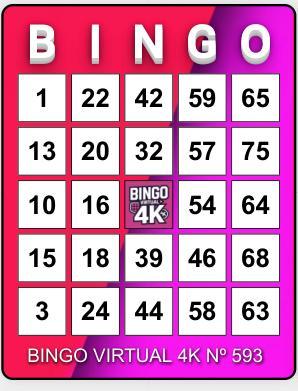 B I N G O
1 22 42 59 65
13 20 32 57 75
10 16 BINGO VIRTUAL 4K 54 64
15 18 39 46 68
3 24 44 58 63
BINGO VIRTUAL 4K Nº 593